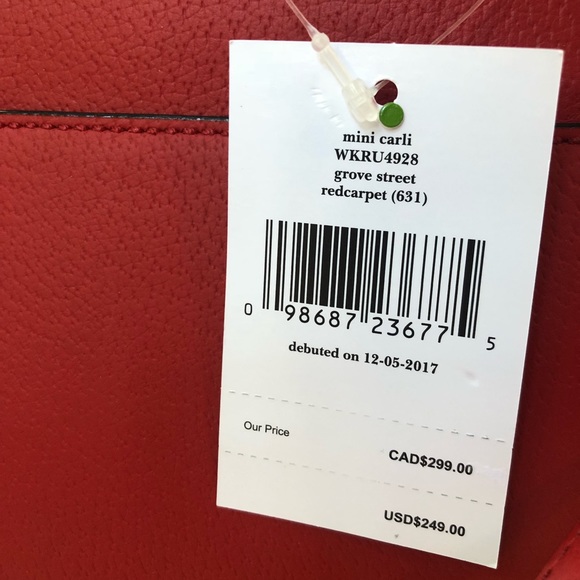 mini carli
WKRU4928
grove street
redcarpet (631)
0 98687 23677 5
debuted on 12-05-2017
Our Price
CAD$299.00
USD$249.00